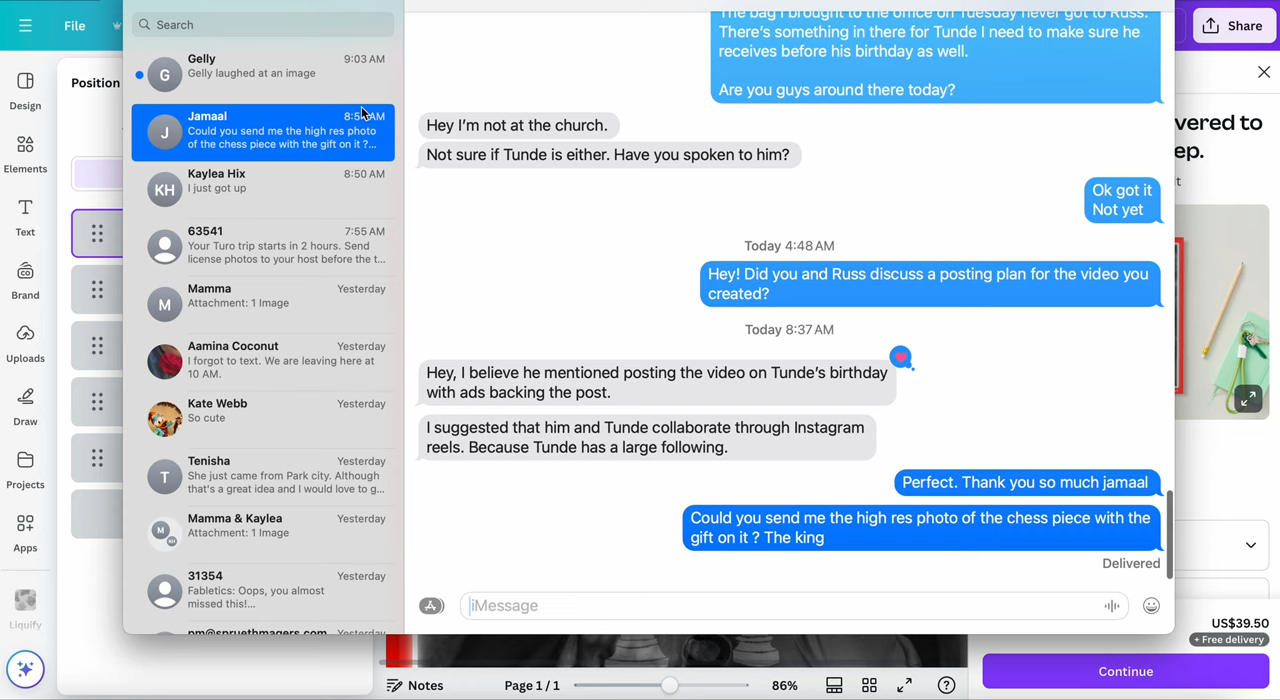 File
Share
Design
Elements
Text
Brand
Uploads
Draw
Projects
Apps
Liquify
Position
Search
Gelly
9:03 AM
Gelly laughed at an image
Jamaal
Could you send me the high res photo
of the chess piece with the gift on it ?...
Kaylea Hix
8:50 AM
I just got up
63541
7:55 AM
Your Turo trip starts in 2 hours. Send
license photos to your host before the t...
Mamma
Yesterday
Attachment: 1 Image
Aamina Coconut
Yesterday
I forgot to text. We are leaving here at
10 AM.
Kate Webb
Yesterday
So cute
Tenisha
Yesterday
She just came from Park city. Although
that's a great idea and I would love to g...
Mamma & Kaylea
Yesterday
Attachment: 1 Image
31354
Yesterday
Fabletics: Oops, you almost
missed this!...
pm@spruethmagers.com
Yesterday
G
J
KH
M
T
M
KH
The bag I brought to the office on Tuesday never got to Russ.
There's something in there for Tunde I need to make sure he
receives before his birthday as well.
Are you guys around there today?
Hey I'm not at the church.
Not sure if Tunde is either. Have you spoken to him?
Ok got it
Not yet
Today 4:48 AM
Hey! Did you and Russ discuss a posting plan for the video you
created?
Today 8:37 AM
Hey, I believe he mentioned posting the video on Tunde's birthday
with ads backing the post.
I suggested that him and Tunde collaborate through Instagram
reels. Because Tunde has a large following.
Perfect. Thank you so much jamaal
Could you send me the high res photo of the chess piece with the
gift on it ? The king
Delivered
iMessage
vered to
ep.
US$39.50
+ Free delivery
Continue
Notes
Page 1 / 1
86%